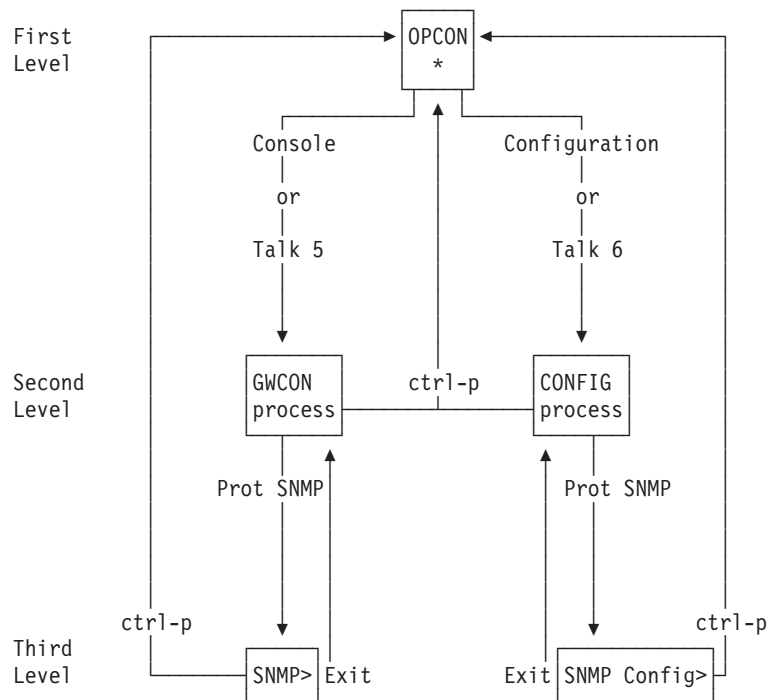 First
Level
OPCON
*
Console
Configuration
or
or
Talk 5
Talk 6
Second
Level
GWCON
process
ctrl-p
CONFIG
process
Prot SNMP
Prot SNMP
ctrl-p
ctrl-p
Third
Level
SNMP>
Exit
Exit
SNMP Config>